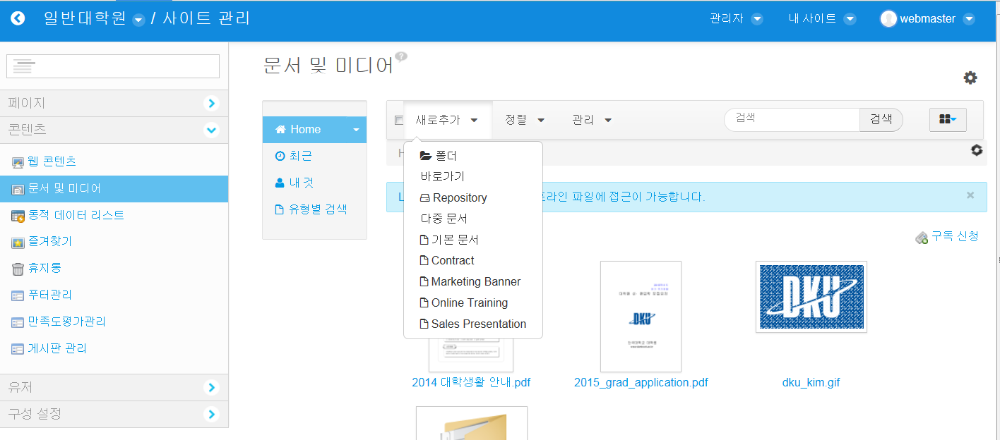 일반대학원 / 사이트 관리
관리자 내 사이트 webmaster
페이지
콘텐츠
웹 콘텐츠
문서 및 미디어
동적 데이터 리스트
즐겨찾기
휴지통
푸터관리
만족도평가관리
게시판 관리
유저
구성 설정
문서 및 미디어
Home
최근
내 것
유형별 검색
새로추가 정렬 관리 검색 검색
폴더
바로가기
Repository
다중 문서
기본 문서
Contract
Marketing Banner
Online Training
Sales Presentation
파일에 접근이 가능합니다. ×
구독 신청
DKU
DKU
2014 대학생활 안내.pdf
2015_grad_application.pdf
dku_kim.gif